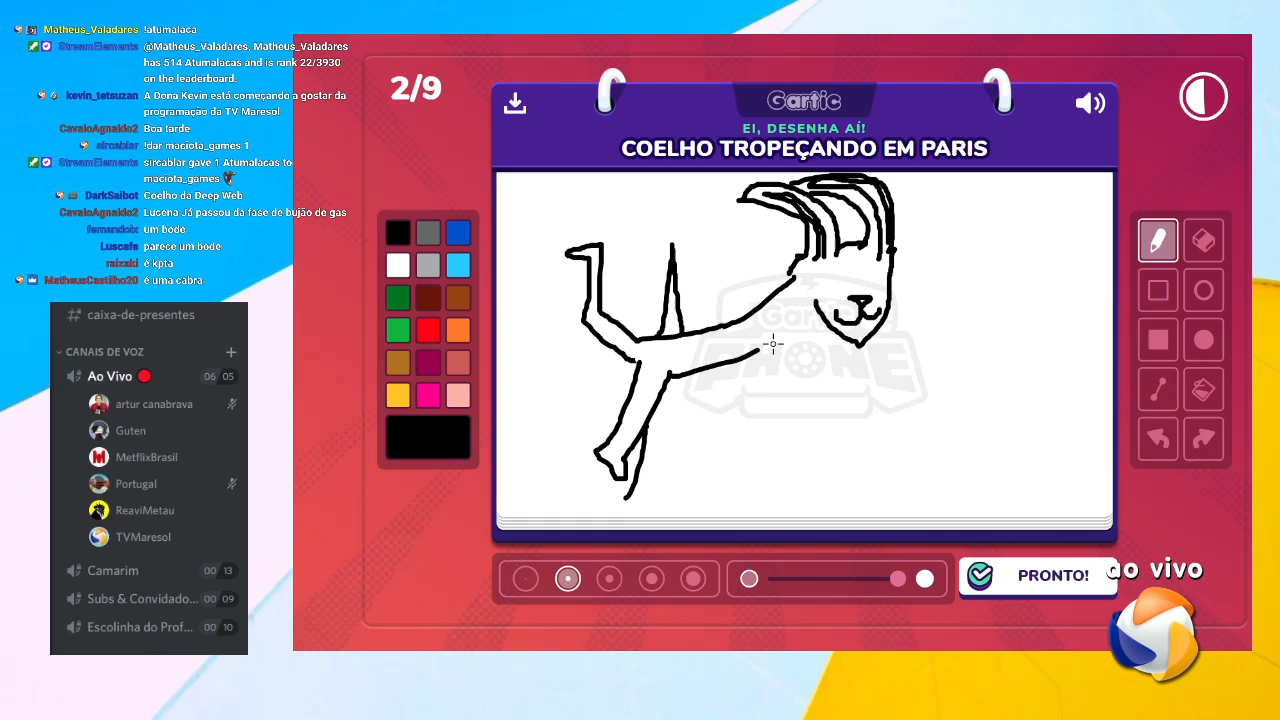 Matheus_Valadares !atumalaca
StreamElements @Matheus_Valadares, Matheus_Valadares
has 514 Atumalacas and is rank 22/3930
on the leaderboard.
kevin_tetsuzan A Dona Kevin está começando a gostar da
programação da TV Maresol
CavaloAgnaldo2 Boa tarde
sircablar !dar maciota_games 1
StreamElements sircablar gave 1 Atumalacas to
maciota_games
DarkSaibot Coelho da Deep Web
CavaloAgnaldo2 Lucena Já passou da fase de bujão de gas
fernandoix um bode
Luscafe parece um bode
raizaki é kpta
MatheusCastilho20 é uma cabra
# caixa-de-presentes
CANAIS DE VOZ +
Ao Vivo 06 05
artur canabrava
Guten
MetflixBrasil
Portugal
ReaviMetau
TVMaresol
Camarim 00 13
Subs & Convidado... 00 09
Escolinha do Prof... 00 10
2/9
Gartic
EI, DESENHA AÍ!
COELHO TROPEÇANDO EM PARIS
Gartic
PHONE
PRONTO!
ao vivo